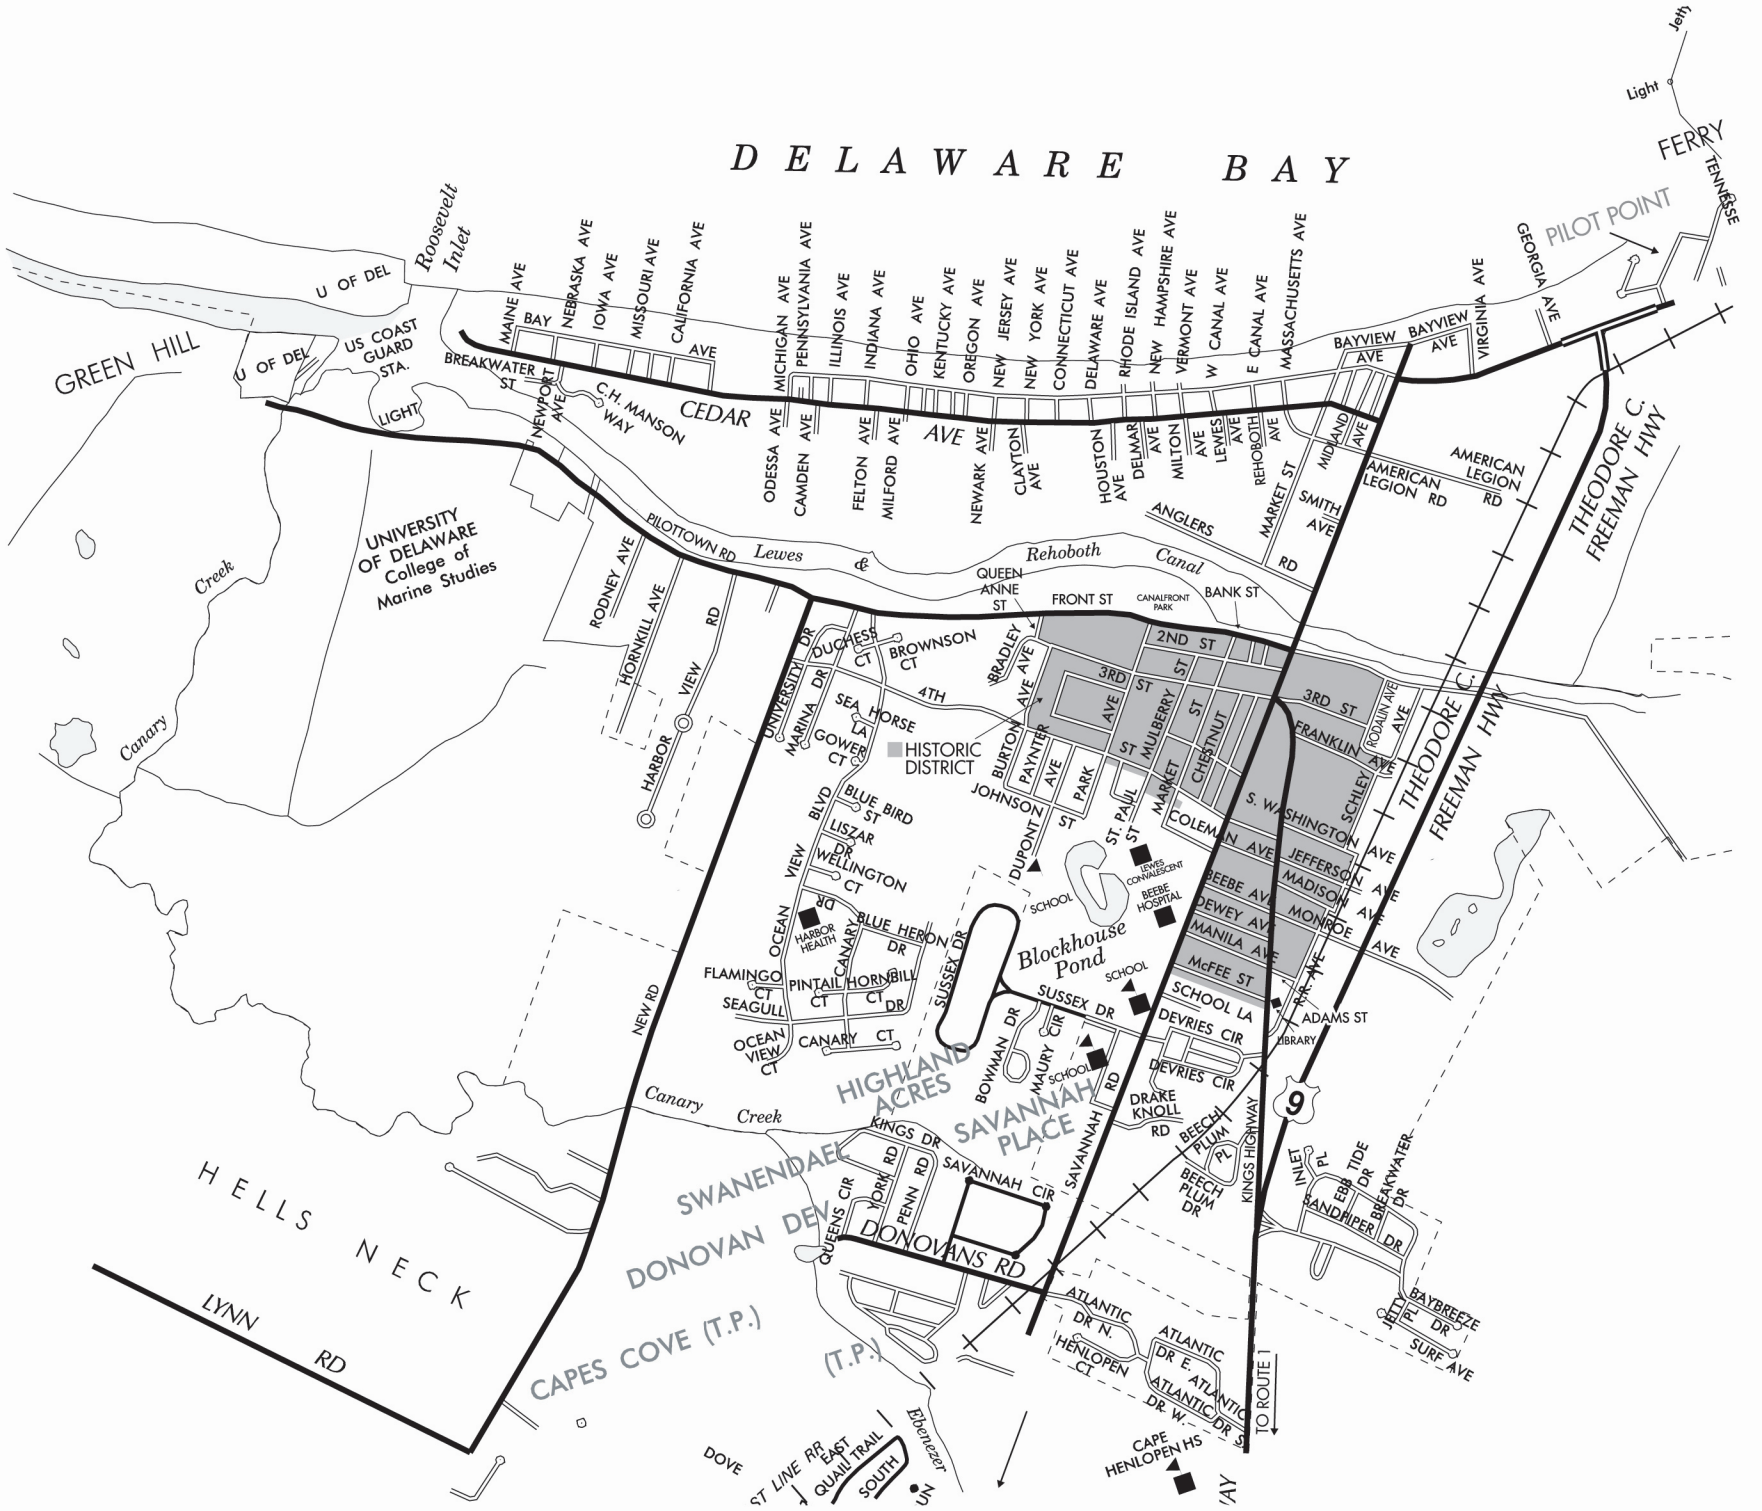 Jetty
Light
FERRY
TENNESSE
DELAWARE BAY
PILOT POINT
Roosevelt
Inlet
U OF DEL
GREEN HILL
U OF DEL
US COAST
GUARD
STA.
LIGHT
MAINE AVE
BAY
NEBRASKA AVE
IOWA AVE
MISSOURI AVE
CALIFORNIA AVE
AVE
MICHIGAN AVE
PENNSYLVANIA AVE
ILLINOIS AVE
INDIANA AVE
OHIO AVE
KENTUCKY AVE
OREGON AVE
NEW JERSEY AVE
NEW YORK AVE
CONNECTICUT AVE
DELAWARE AVE
RHODE ISLAND AVE
NEW HAMPSHIRE AVE
VERMONT AVE
W CANAL AVE
E CANAL AVE
MASSACHUSETTS AVE
BAYVIEW
AVE
BAYVIEW
AVE
VIRGINIA AVE
GEORGIA AVE
BREAKWATER
ST
NEWPORT
AVE
C.H. MANSON
WAY
CEDAR
AVE
ODESSA AVE
CAMDEN AVE
FELTON AVE
MILFORD AVE
NEWARK AVE
CLAYTON
AVE
HOUSTON
AVE
DELMAR
AVE
MILTON
AVE
LEWES
AVE
REHOBOTH
AVE
MARKET ST
MIDLAND
AVE
SMITH
AVE
AMERICAN
LEGION RD
AMERICAN
LEGION
RD
THEODORE C.
FREEMAN HWY
ANGLERS
RD
UNIVERSITY
OF DELAWARE
College of
Marine Studies
PILOTTOWN RD
Lewes & Rehoboth Canal
Canary Creek
RODNEY AVE
HORNKILL AVE
HARBOR VIEW RD
QUEEN
ANNE
ST
FRONT ST
CANALFRONT
PARK
BANK ST
UNIVERSITY DR
DUCHESS
CT
BROWNSON
CT
MARINA DR
4TH
ST
SEA HORSE
LA
GOWER
CT
BRADLEY
AVE
2ND ST
3RD ST
3RD ST
HISTORIC
DISTRICT
BURTON AVE
PAYNTER
AVE
PARK AVE
MULBERRY ST
MARKET ST
CHESTNUT
FRANKLIN
AVE
RODALIN AVE
SCHLEY AVE
THEODORE C.
FREEMAN HWY
JOHNSON
ST
DUPONT AVE
ST. PAUL
ST
COLEMAN AVE
S. WASHINGTON AVE
JEFFERSON AVE
MADISON AVE
MONROE AVE
BEEBE AVE
DEWEY AVE
MANILA AVE
McFEE ST
R.R. AVE
ADAMS ST
LIBRARY
SCHOOL LA
BLUE BIRD
ST
LISZAR
DR
WELLINGTON
CT
OCEAN VIEW BLVD
HARBOR
HEALTH
CANARY DR
BLUE HERON
DR
FLAMINGO
CT
PINTAIL
CT
HORNBILL
CT
SEAGULL
DR
OCEAN
VIEW
CT
CANARY CT
SCHOOL
LEWES
CONVALESCENT
BEEBE
HOSPITAL
Blockhouse
Pond
SCHOOL
SUSSEX DR
SUSSEX DR
BOWMAN DR
MAURY CIR
SCHOOL
DEVRIES CIR
DEVRIES CIR
DRAKE
KNOLL
RD
BEECH
PLUM
PL
BEECH
PLUM
DR
SAVANNAH RD
KINGS HIGHWAY
9
NEW RD
Canary Creek
HIGHLAND
ACRES
SAVANNAH
PLACE
SWANENDAEL
DONOVAN DEV
CAPES COVE (T.P.)
(T.P.)
KINGS DR
YORK RD
PENN RD
QUEENS CIR
SAVANNAH CIR
DONOVANS RD
HELLS NECK
LYNN RD
INLET
PL
EBB TIDE
DR
BREAKWATER
DR
SANDPIPER
DR
JETTY
PL
BAYBREEZE
DR
SURF AVE
ATLANTIC
DR N.
HENLOPEN
CT
ATLANTIC
DR E.
ATLANTIC
DR W.
ATLANTIC
DR S
TO ROUTE 1
CAPE
HENLOPEN HS
Ebenezer
DOVE
ST LINE RR
EAST
QUAIL TRAIL
SOUTH
UN
/AY